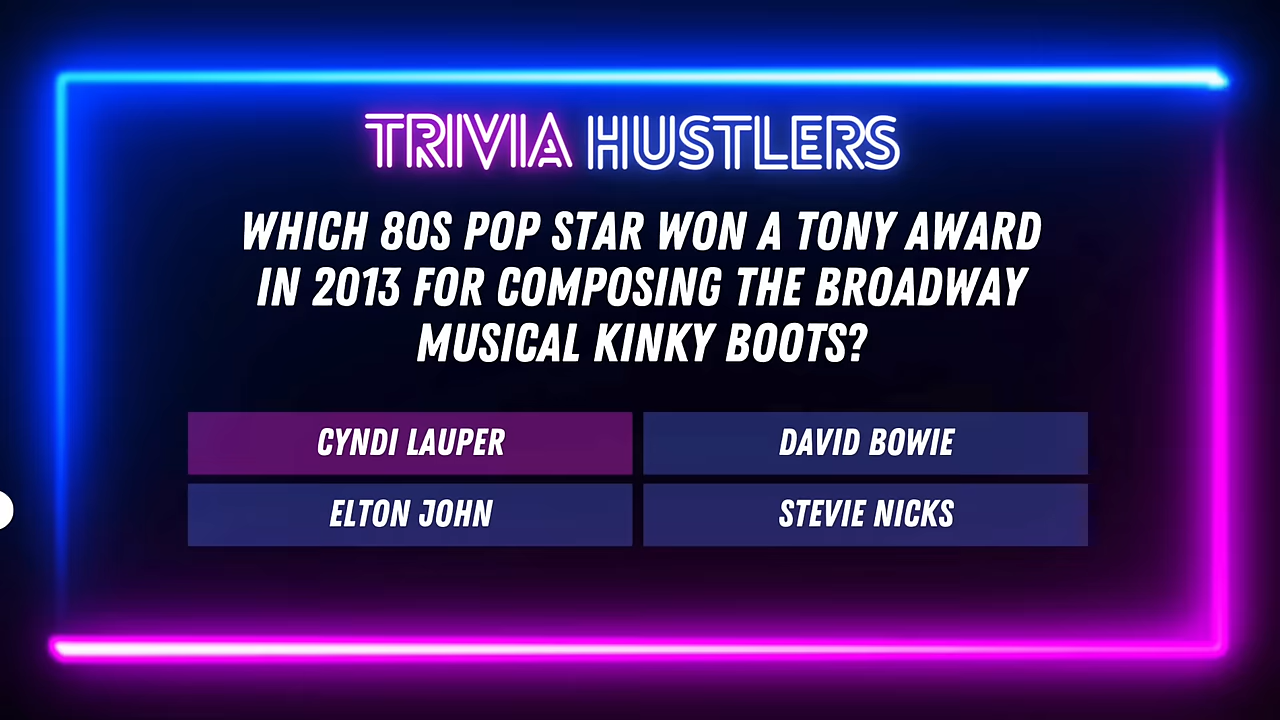 TRIVIA HUSTLERS
WHICH 80S POP STAR WON A TONY AWARD
IN 2013 FOR COMPOSING THE BROADWAY
MUSICAL KINKY BOOTS?
CYNDI LAUPER
DAVID BOWIE
ELTON JOHN
STEVIE NICKS